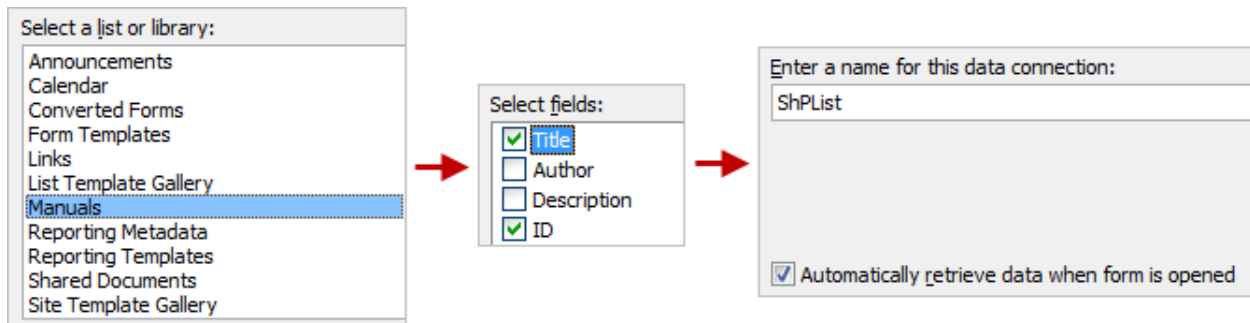 Select a list or library:
Announcements
Calendar
Converted Forms
Form Templates
Links
List Template Gallery
Manuals
Reporting Metadata
Reporting Templates
Shared Documents
Site Template Gallery
Select fields:
Title
Author
Description
ID
Enter a name for this data connection:
ShPList
Automatically retrieve data when form is opened